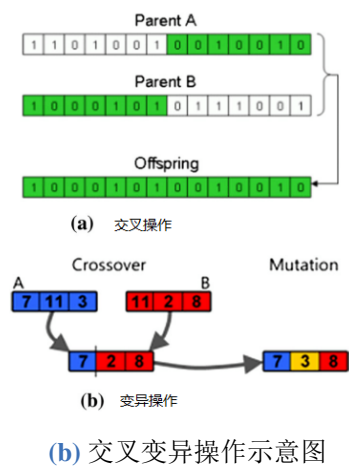 Parent A
1 1 0 1 0 0 1 0 0 1 0 0 1 0
Parent B
1 0 0 0 1 0 1 0 1 1 1 0 0 1
Offspring
1 0 0 0 1 0 1 0 0 1 0 0 1 0
(a) 交叉操作
Crossover Mutation
A B
7 11 3 11 2 8
7 2 8 7 3 8
(b) 变异操作
(b) 交叉变异操作示意图